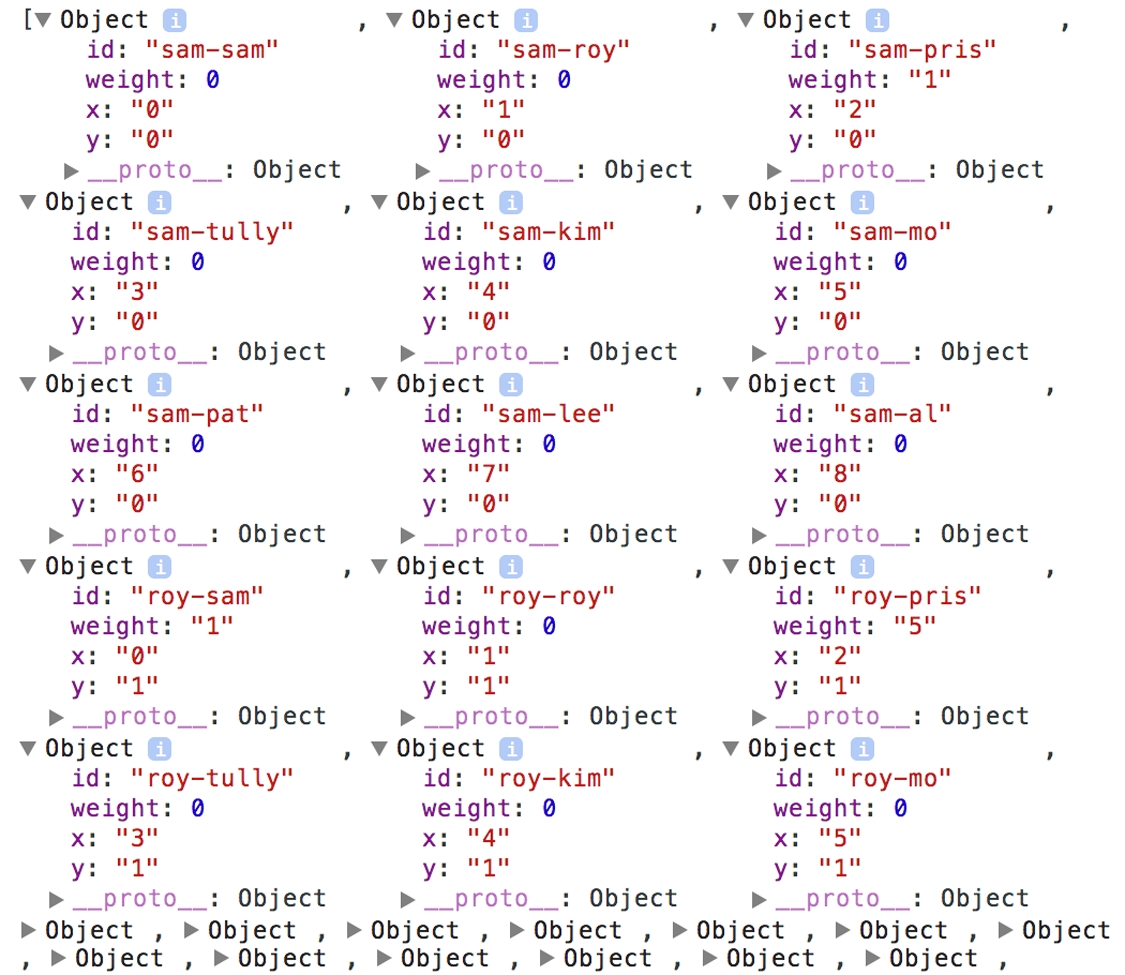 [▼ Object i , ▼ Object i , ▼ Object i ,
id: "sam-sam" id: "sam-roy" id: "sam-pris"
weight: 0 weight: 0 weight: "1"
x: "0" x: "1" x: "2"
y: "0" y: "0" y: "0"
▶ __proto__: Object ▶ __proto__: Object ▶ __proto__: Object
▼ Object i , ▼ Object i , ▼ Object i ,
id: "sam-tully" id: "sam-kim" id: "sam-mo"
weight: 0 weight: 0 weight: 0
x: "3" x: "4" x: "5"
y: "0" y: "0" y: "0"
▶ __proto__: Object ▶ __proto__: Object ▶ __proto__: Object
▼ Object i , ▼ Object i , ▼ Object i ,
id: "sam-pat" id: "sam-lee" id: "sam-al"
weight: 0 weight: 0 weight: 0
x: "6" x: "7" x: "8"
y: "0" y: "0" y: "0"
▶ __proto__: Object ▶ __proto__: Object ▶ __proto__: Object
▼ Object i , ▼ Object i , ▼ Object i ,
id: "roy-sam" id: "roy-roy" id: "roy-pris"
weight: "1" weight: 0 weight: "5"
x: "0" x: "1" x: "2"
y: "1" y: "1" y: "1"
▶ __proto__: Object ▶ __proto__: Object ▶ __proto__: Object
▼ Object i , ▼ Object i , ▼ Object i ,
id: "roy-tully" id: "roy-kim" id: "roy-mo"
weight: 0 weight: 0 weight: 0
x: "3" x: "4" x: "5"
y: "1" y: "1" y: "1"
▶ __proto__: Object ▶ __proto__: Object ▶ __proto__: Object
▶ Object , ▶ Object , ▶ Object , ▶ Object , ▶ Object , ▶ Object , ▶ Object
, ▶ Object , ▶ Object , ▶ Object , ▶ Object , ▶ Object , ▶ Object ,